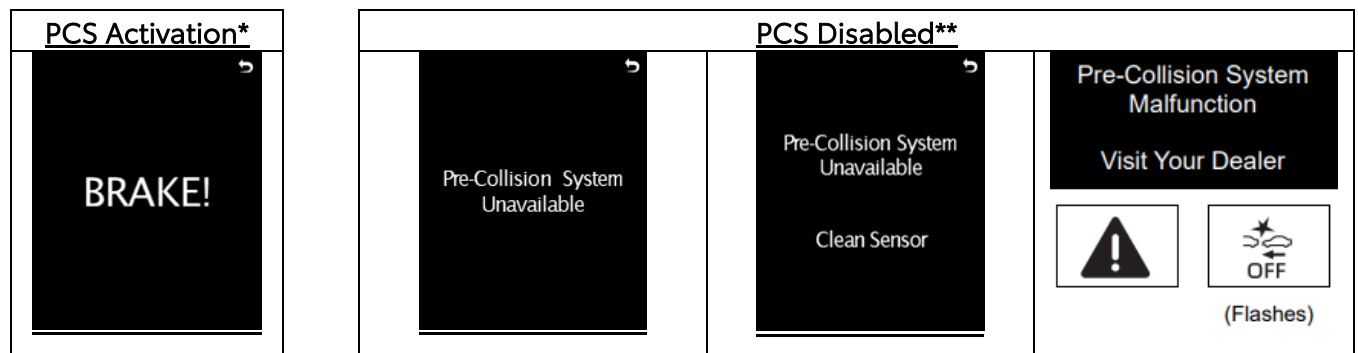 PCS Activation*
PCS Disabled**
BRAKE!
Pre-Collision System
Unavailable
Pre-Collision System
Unavailable
Clean Sensor
Pre-Collision System
Malfunction
Visit Your Dealer
OFF
(Flashes)